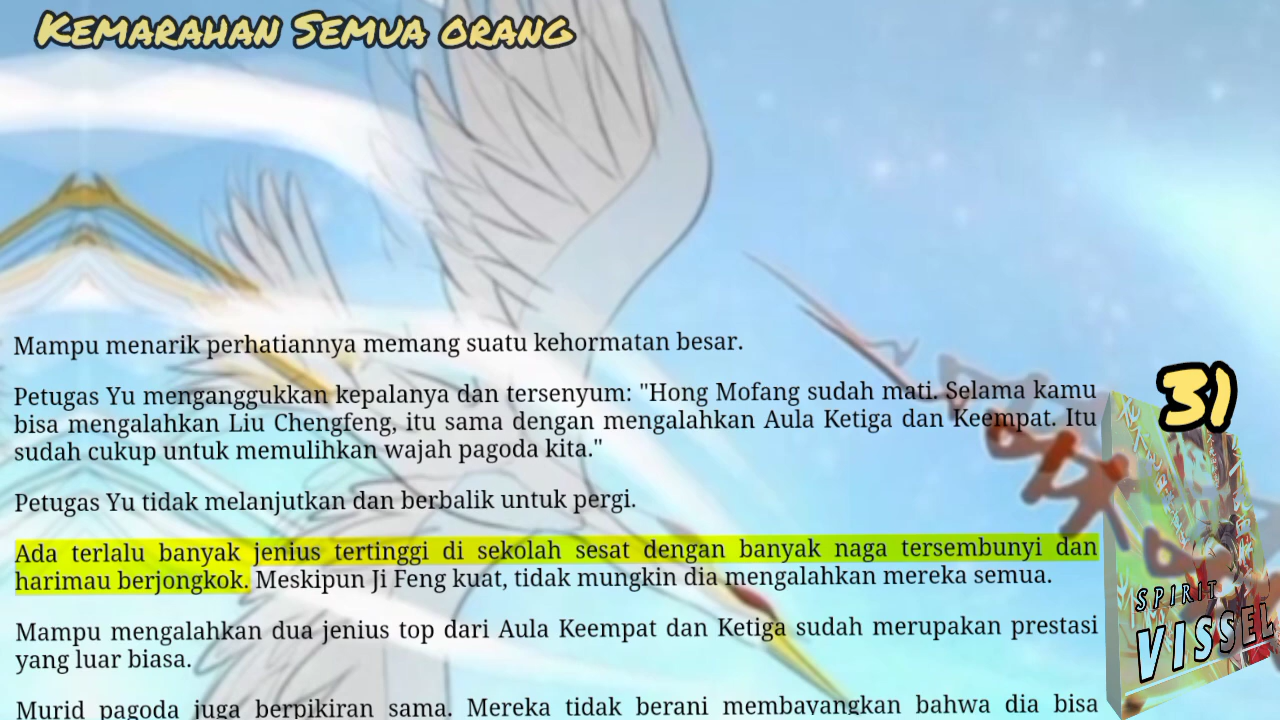 KEMARAHAN SEMUA ORANG
Mampu menarik perhatiannya memang suatu kehormatan besar.
Petugas Yu menganggukkan kepalanya dan tersenyum: "Hong Mofang sudah mati. Selama kamu
bisa mengalahkan Liu Chengfeng, itu sama dengan mengalahkan Aula Ketiga dan Keempat. Itu
sudah cukup untuk memulihkan wajah pagoda kita."
Petugas Yu tidak melanjutkan dan berbalik untuk pergi.
Ada terlalu banyak jenius tertinggi di sekolah sesat dengan banyak naga tersembunyi dan
harimau berjongkok. Meskipun Ji Feng kuat, tidak mungkin dia mengalahkan mereka semua.
Mampu mengalahkan dua jenius top dari Aula Keempat dan Ketiga sudah merupakan prestasi
yang luar biasa.
Murid pagoda juga berpikiran sama. Mereka tidak berani membayangkan bahwa dia bisa
31
SPIRIT
VISSEL